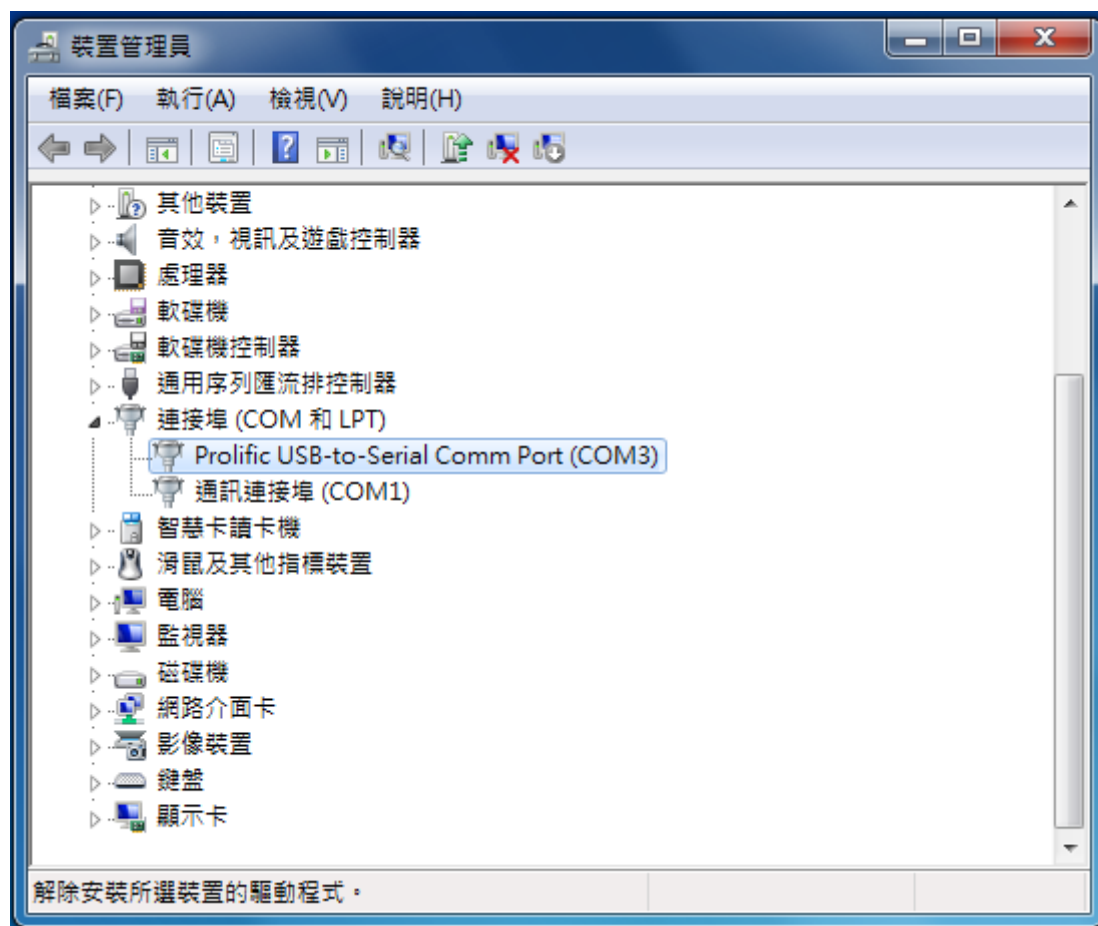 裝置管理員
檔案(F) 執行(A) 檢視(V) 說明(H)
其他裝置
音效，視訊及遊戲控制器
處理器
軟碟機
軟碟機控制器
通用序列匯流排控制器
連接埠 (COM 和 LPT)
Prolific USB-to-Serial Comm Port (COM3)
通訊連接埠 (COM1)
智慧卡讀卡機
滑鼠及其他指標裝置
電腦
監視器
磁碟機
網路介面卡
影像裝置
鍵盤
顯示卡
解除安裝所選裝置的驅動程式。